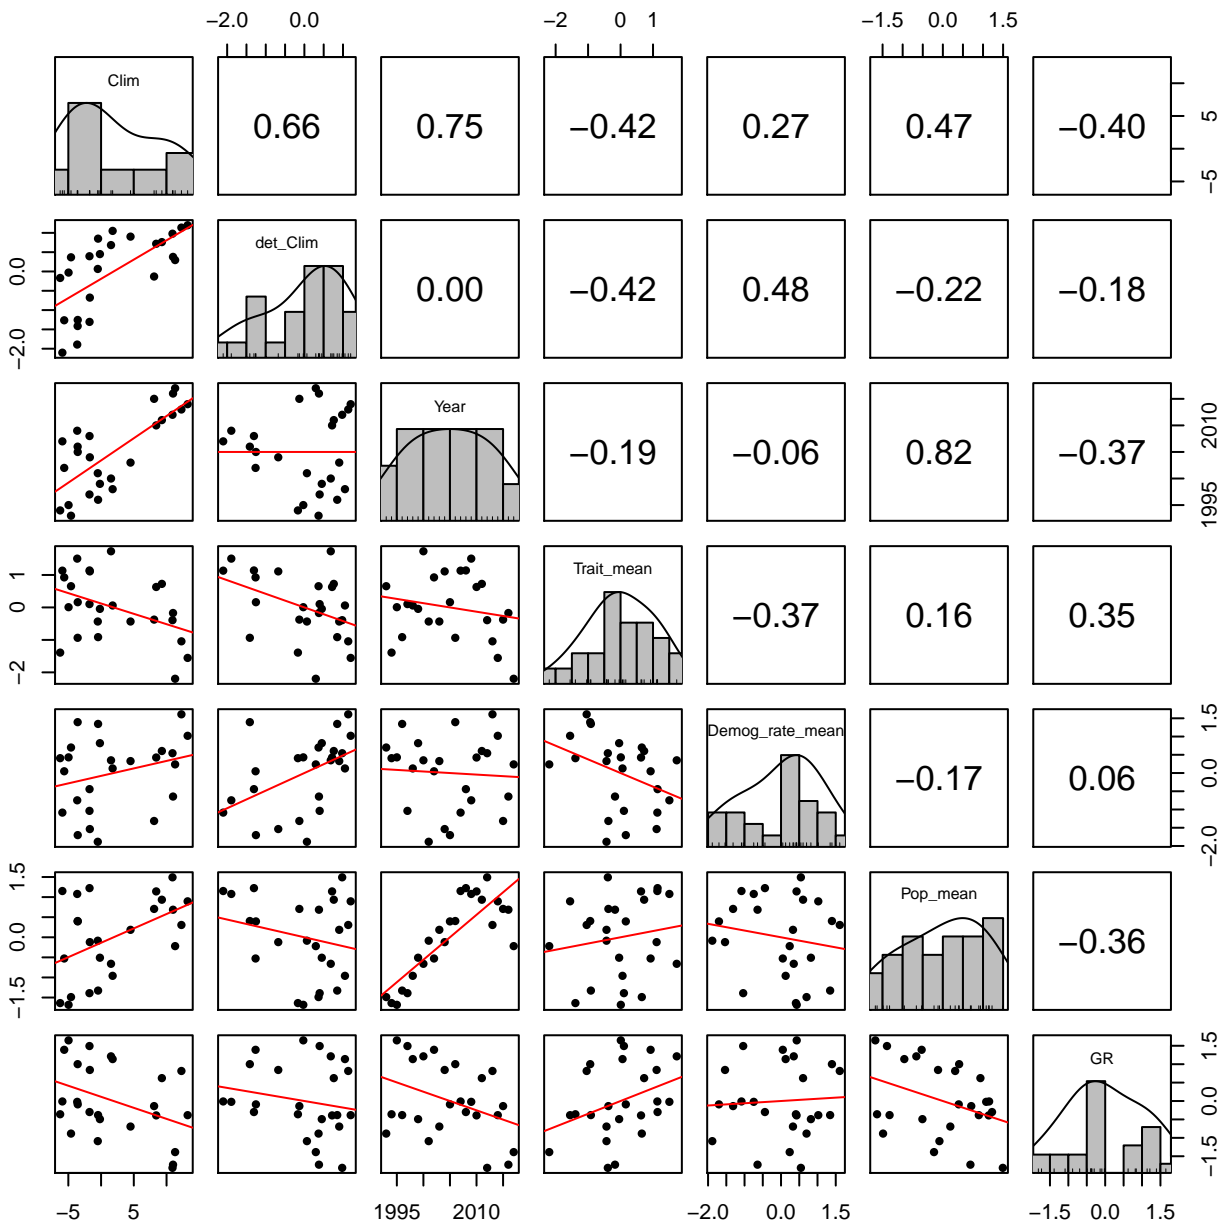 −2.0 0.0 −2 0 1 −1.5 0.0 1.5
Clim 0.66 0.75 −0.42 0.27 0.47 −0.40 −5 5
−2.0 0.0 det_Clim 0.00 −0.42 0.48 −0.22 −0.18
Year −0.19 −0.06 0.82 −0.37 1995 2010
−2 0 1 Trait_mean −0.37 0.16 0.35
Demog_rate_mean −0.17 0.06 −2.0 0.0 1.5
−1.5 0.0 1.5 Pop_mean −0.36
GR −1.5 0.0 1.5
−5 5 1995 2010 −2.0 0.0 1.5 −1.5 0.0 1.5